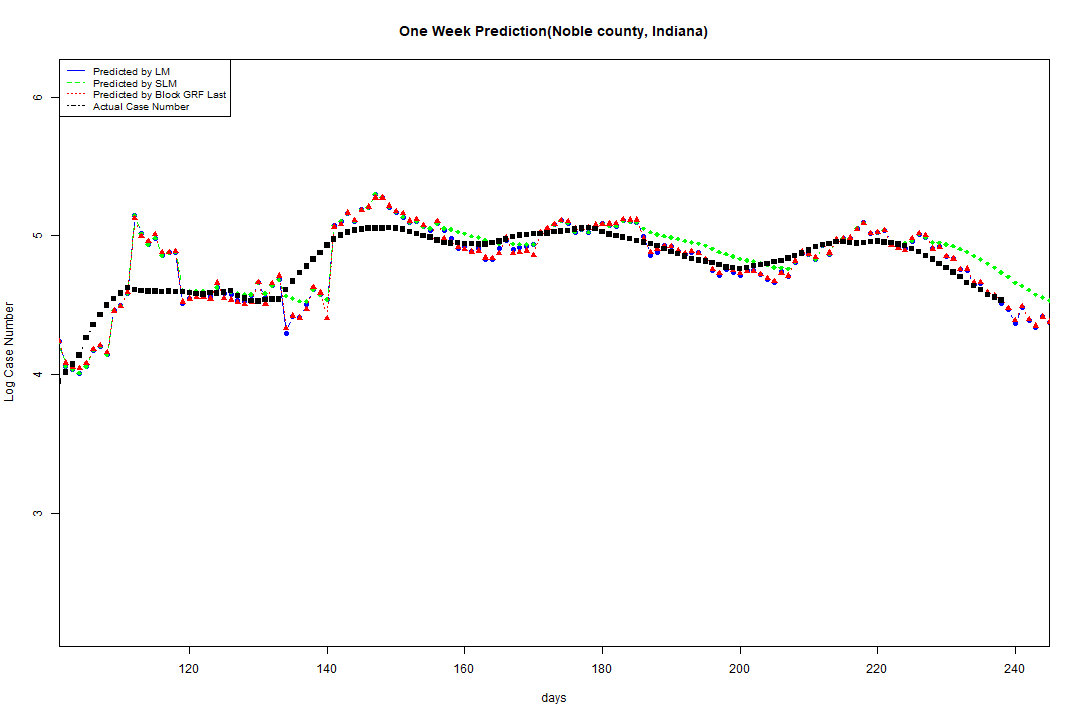 One Week Prediction(Noble county, Indiana)
Predicted by LM
Predicted by SLM
Predicted by Block GRF Last
Actual Case Number
6
5
4
3
Log Case Number
120 140 160 180 200 220 240
days